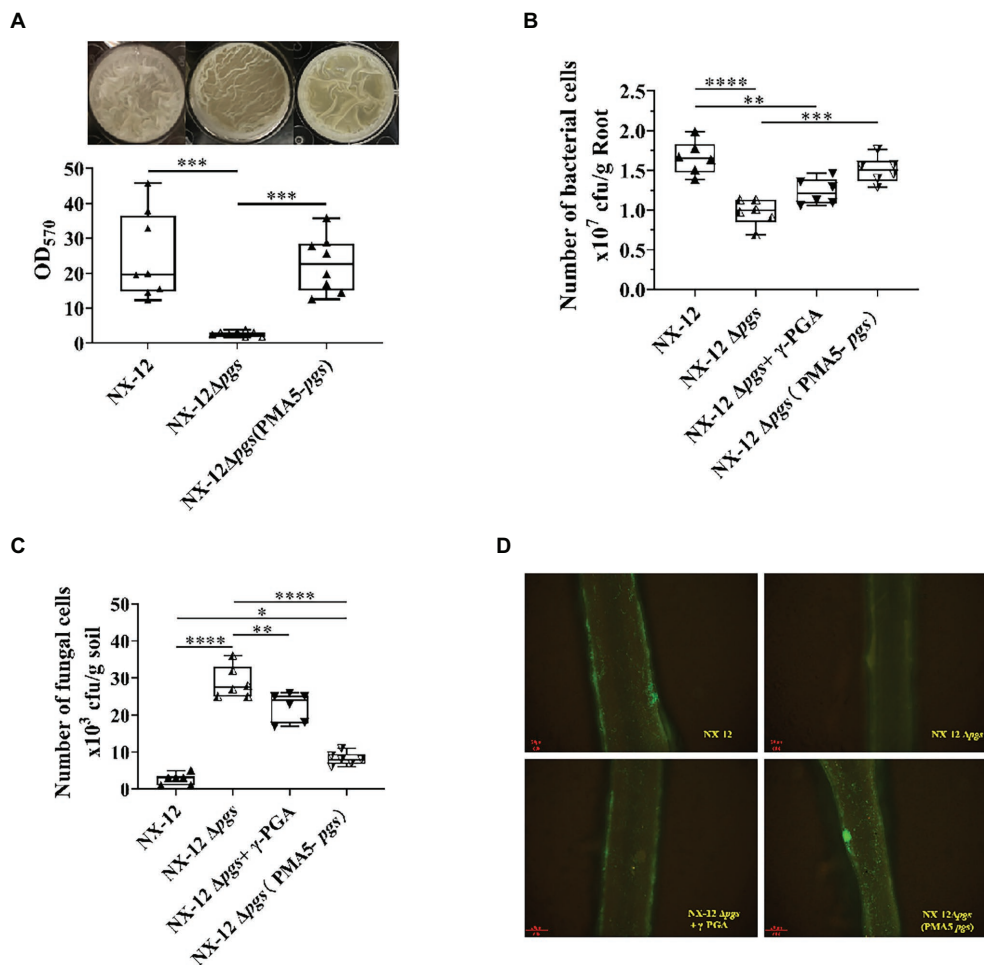 A
***
***
50
40
30
20
10
0
OD570
NX-12
NX-12Δpgs
NX-12Δpgs(PMA5-pgs)
B
****
**
***
2.5
2.0
1.5
1.0
0.5
0.0
Number of bacterial cells
x10⁷ cfu/g Root
NX-12
NX-12 Δpgs
NX-12 Δpgs+ γ-PGA
NX-12 Δpgs ( PMA5- pgs)
C
****
*
****
**
50
40
30
20
10
0
Number of fungal cells
x10³ cfu/g soil
NX-12
NX-12 Δpgs
NX-12 Δpgs+ γ-PGA
NX-12 Δpgs ( PMA5- pgs)
D
NX-12
NX-12 Δpgs
NX-12 Δpgs
+ γ-PGA
NX-12Δpgs
(PMA5-pgs)